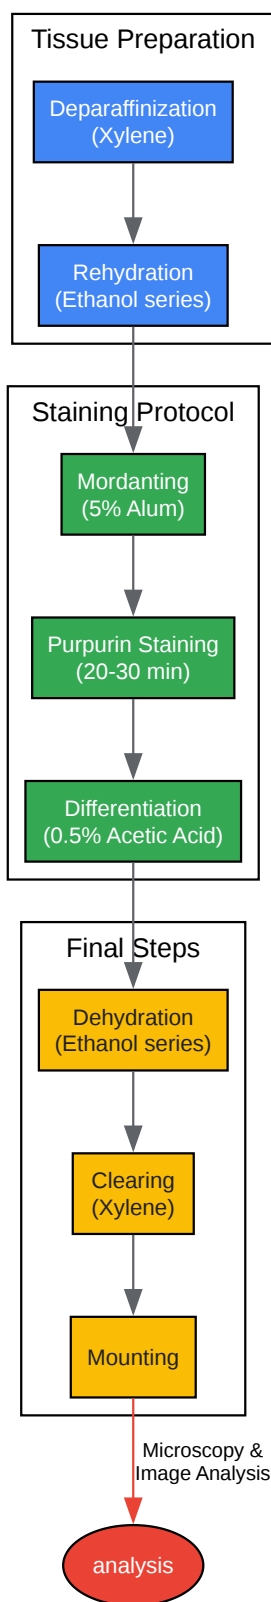 Tissue Preparation
Deparaffinization
(Xylene)
Rehydration
(Ethanol series)
Staining Protocol
Mordanting
(5% Alum)
Purpurin Staining
(20-30 min)
Differentiation
(0.5% Acetic Acid)
Final Steps
Dehydration
(Ethanol series)
Clearing
(Xylene)
Mounting
Microscopy &
Image Analysis
analysis